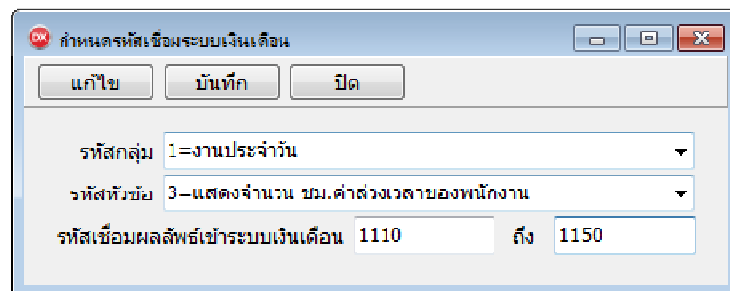 DX กำหนดรหัสเชื่อมระบบเงินเดือน
แก้ไข บันทึก ปิด
รหัสกลุ่ม 1=งานประจำวัน
รหัสหัวข้อ 3=แสดงจำนวน ชม.ค่าล่วงเวลาของพนักงาน
รหัสเชื่อมผลลัพธ์เข้าระบบเงินเดือน 1110 ถึง 1150